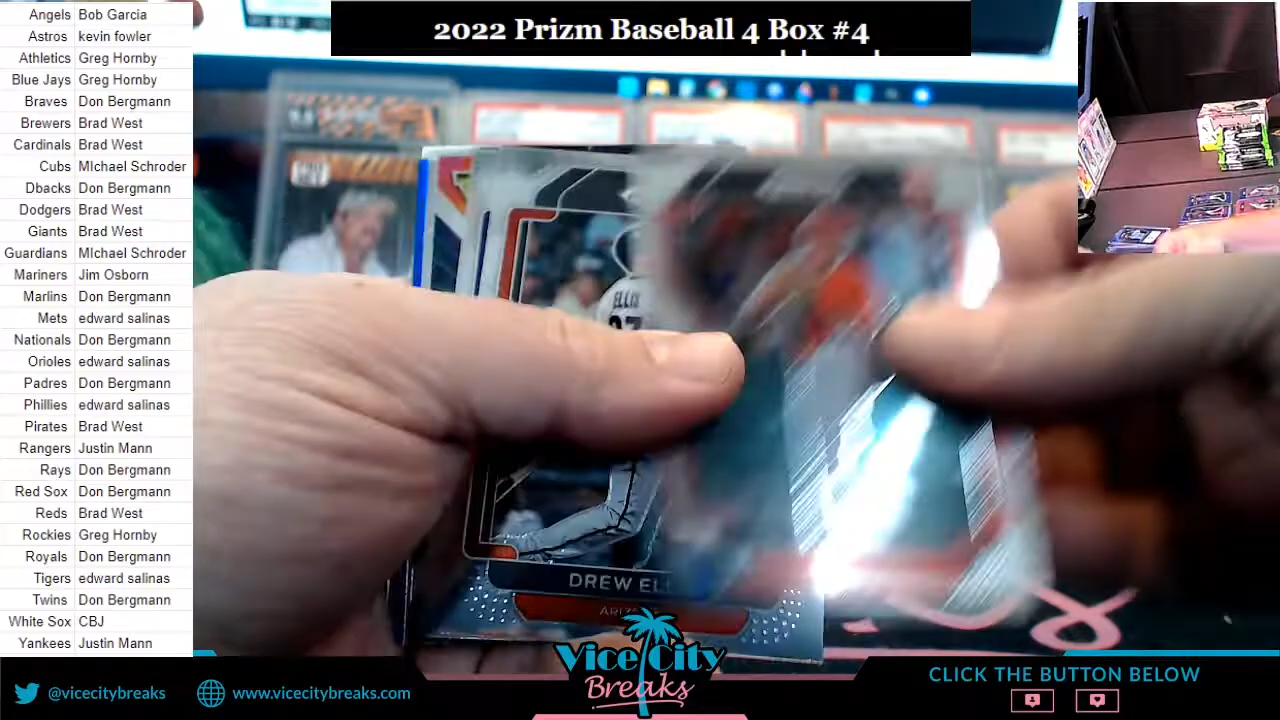 2022 Prizm Baseball 4 Box #4
Angels Bob Garcia
Astros kevin fowler
Athletics Greg Hornby
Blue Jays Greg Hornby
Braves Don Bergmann
Brewers Brad West
Cardinals Brad West
Cubs MIchael Schroder
Dbacks Don Bergmann
Dodgers Brad West
Giants Brad West
Guardians MIchael Schroder
Mariners Jim Osborn
Marlins Don Bergmann
Mets edward salinas
Nationals Don Bergmann
Orioles edward salinas
Padres Don Bergmann
Phillies edward salinas
Pirates Brad West
Rangers Justin Mann
Rays Don Bergmann
Red Sox Don Bergmann
Reds Brad West
Rockies Greg Hornby
Royals Don Bergmann
Tigers edward salinas
Twins Don Bergmann
White Sox CBJ
Yankees Justin Mann
DREW
Vice City
Breaks
@vicecitybreaks
www.vicecitybreaks.com
CLICK THE BUTTON BELOW